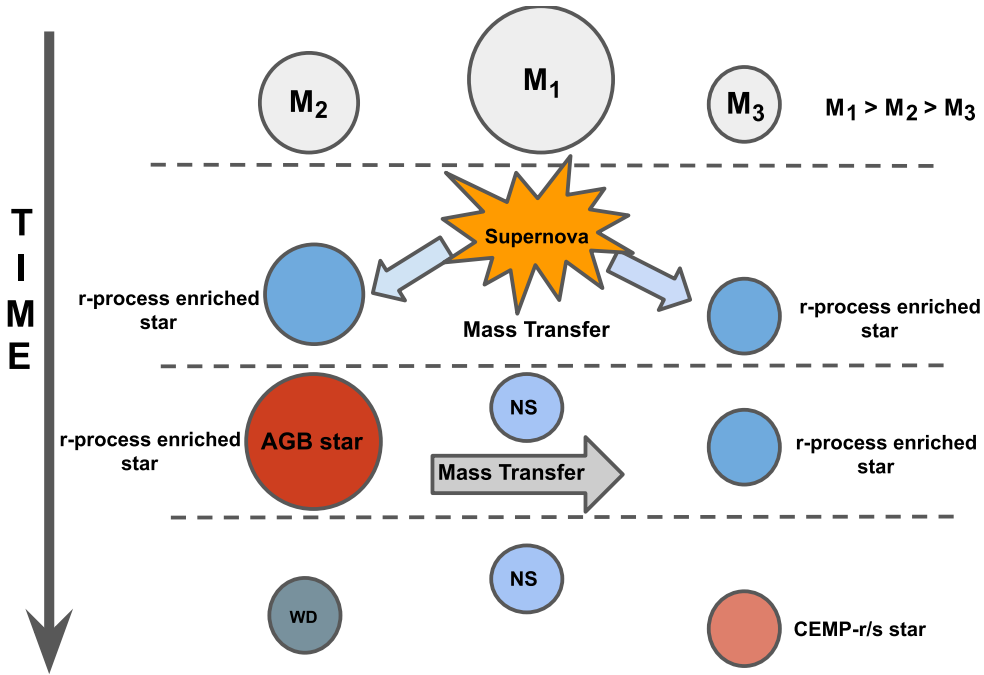 M2
M1
M3
M1 > M2 > M3
T
I
M
E
Supernova
r-process enriched
star
Mass Transfer
r-process enriched
star
NS
r-process enriched
star
AGB star
Mass Transfer
r-process enriched
star
NS
WD
CEMP-r/s star